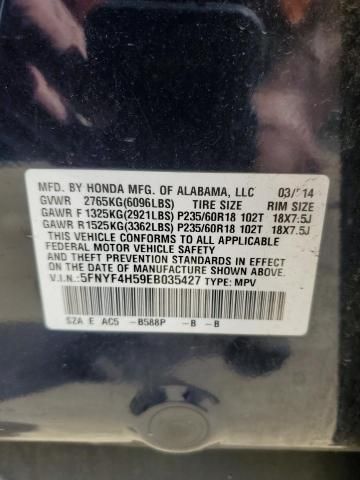 MFD. BY HONDA MFG. OF ALABAMA, LLC 03/14
GVWR 2765KG(6096LBS) TIRE SIZE RIM SIZE
GAWR F 1325KG(2921LBS) P235/60R18 102T 18X7.5J
GAWR R 1525KG(3362LBS) P235/60R18 102T 18X7.5J
THIS VEHICLE CONFORMS TO ALL APPLICABLE
FEDERAL MOTOR VEHICLE SAFETY AND
THEFT PREVENTION STANDARDS IN EFFECT ON
THE DATE OF MANUFACTURE SHOWN ABOVE.
V.I.N.:5FNYF4H59EB035427 TYPE: MPV
SZA E AC5 -B588P -B -B